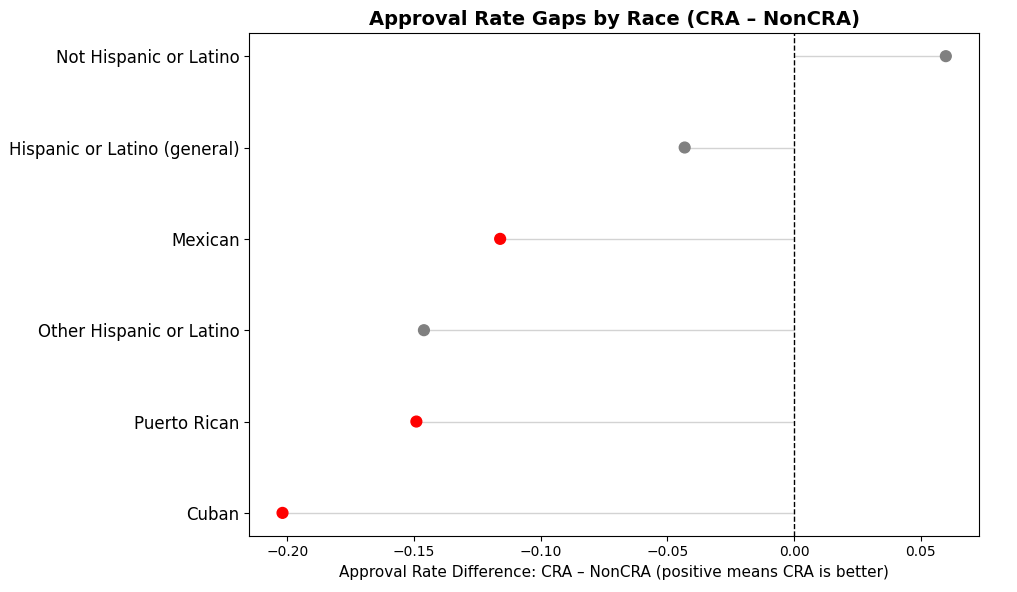 Approval Rate Gaps by Race (CRA – NonCRA)
Not Hispanic or Latino
Hispanic or Latino (general)
Mexican
Other Hispanic or Latino
Puerto Rican
Cuban
−0.20 −0.15 −0.10 −0.05 0.00 0.05
Approval Rate Difference: CRA – NonCRA (positive means CRA is better)